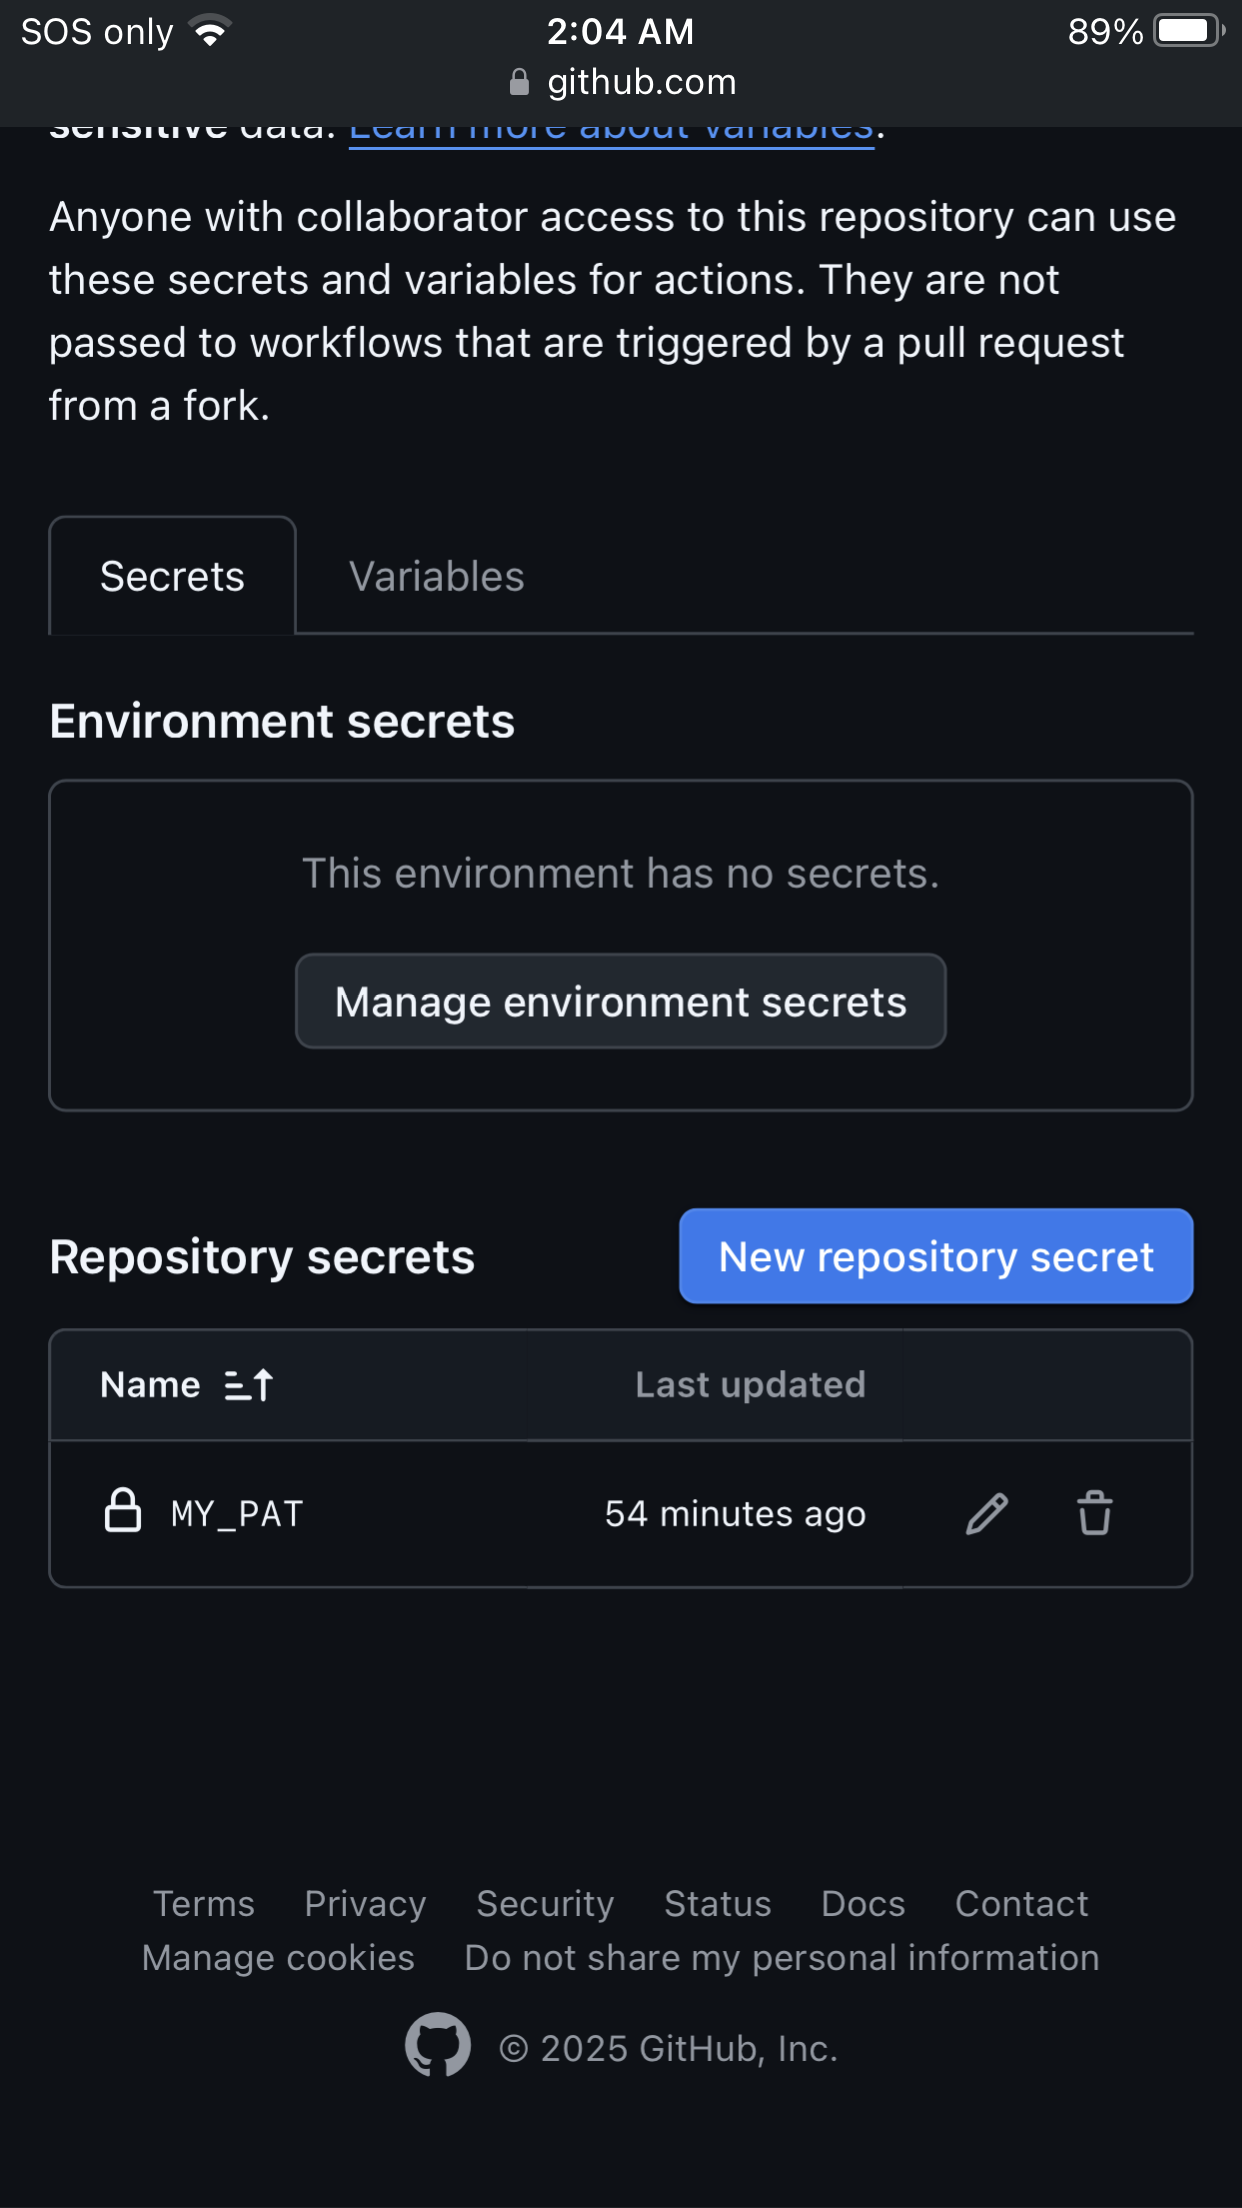 SOS only
2:04 AM
89%
github.com
sensitive data. Learn more about variables.
Anyone with collaborator access to this repository can use
these secrets and variables for actions. They are not
passed to workflows that are triggered by a pull request
from a fork.
Secrets
Variables
Environment secrets
This environment has no secrets.
Manage environment secrets
Repository secrets
New repository secret
Name
Last updated
MY_PAT
54 minutes ago
Terms Privacy Security Status Docs Contact
Manage cookies Do not share my personal information
© 2025 GitHub, Inc.